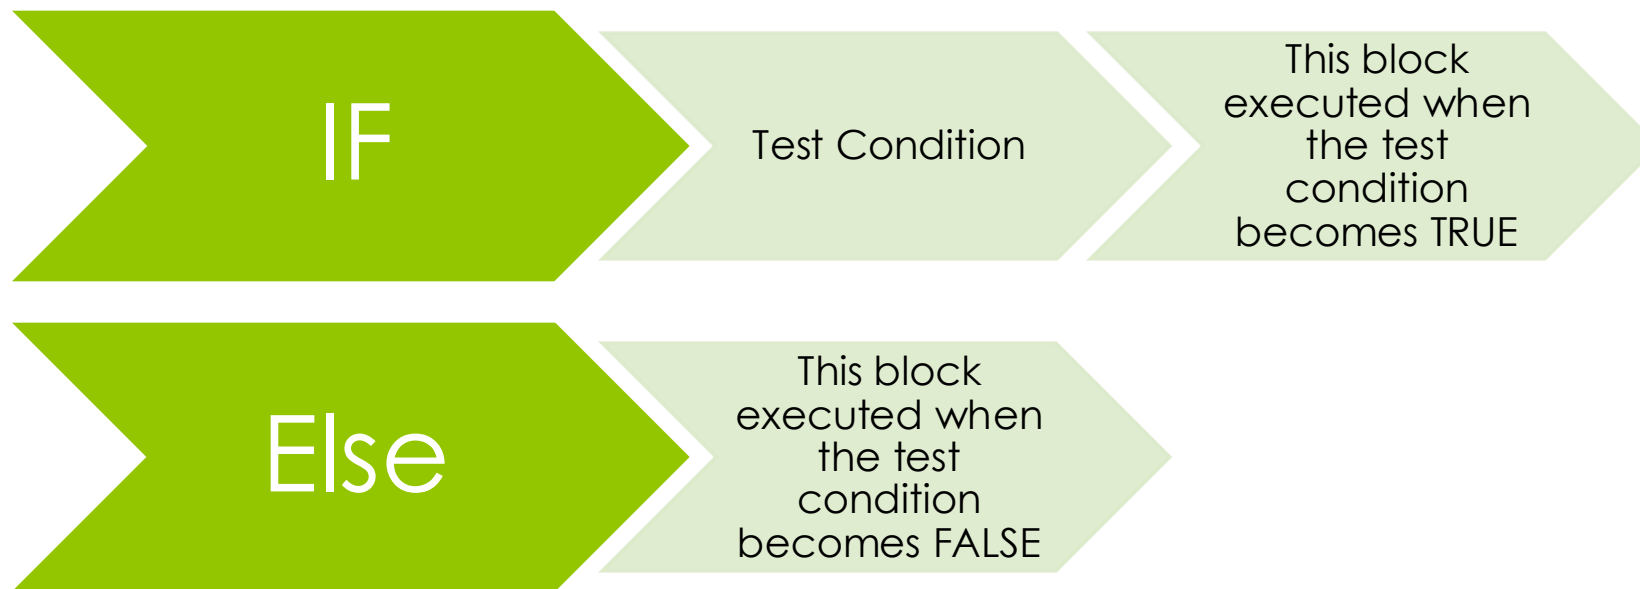 IF
Test Condition
This block
executed when
the test
condition
becomes TRUE
Else
This block
executed when
the test
condition
becomes FALSE